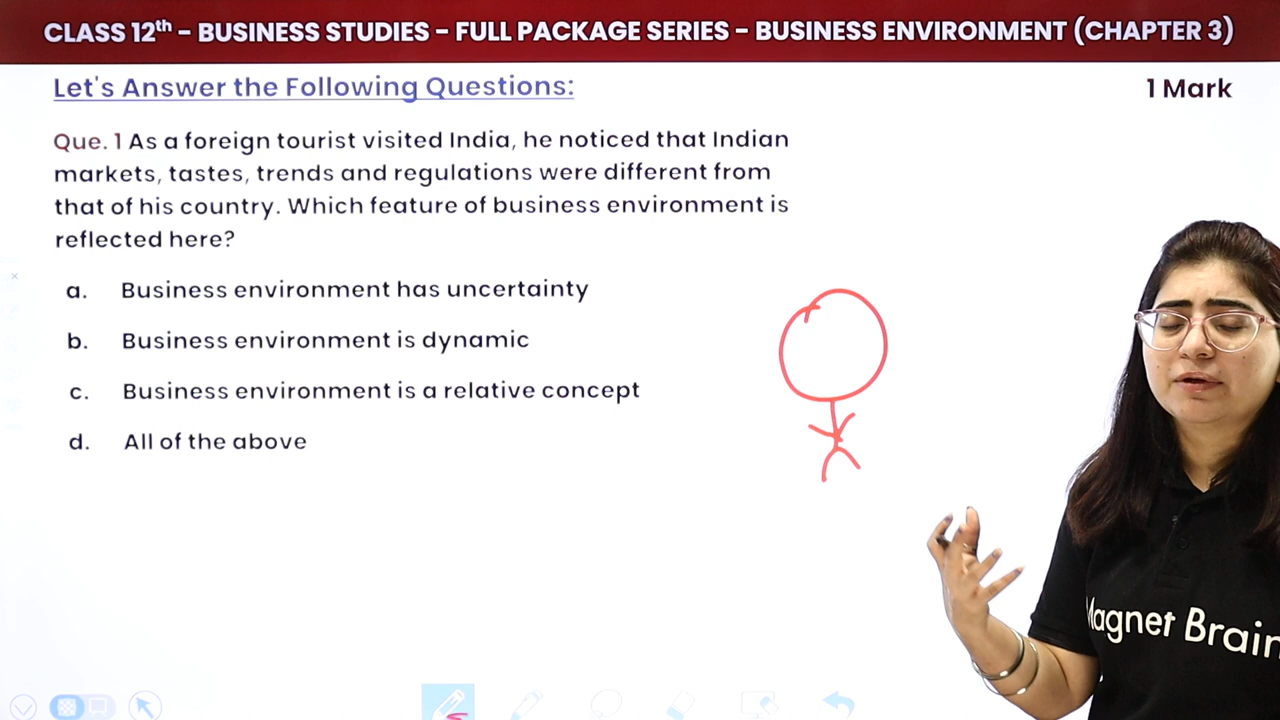 CLASS 12th – BUSINESS STUDIES – FULL PACKAGE SERIES – BUSINESS ENVIRONMENT (CHAPTER 3)
Let's Answer the Following Questions:
1 Mark
Que. 1 As a foreign tourist visited India, he noticed that Indian
markets, tastes, trends and regulations were different from
that of his country. Which feature of business environment is
reflected here?
a. Business environment has uncertainty
b. Business environment is dynamic
c. Business environment is a relative concept
d. All of the above
Magnet Brain